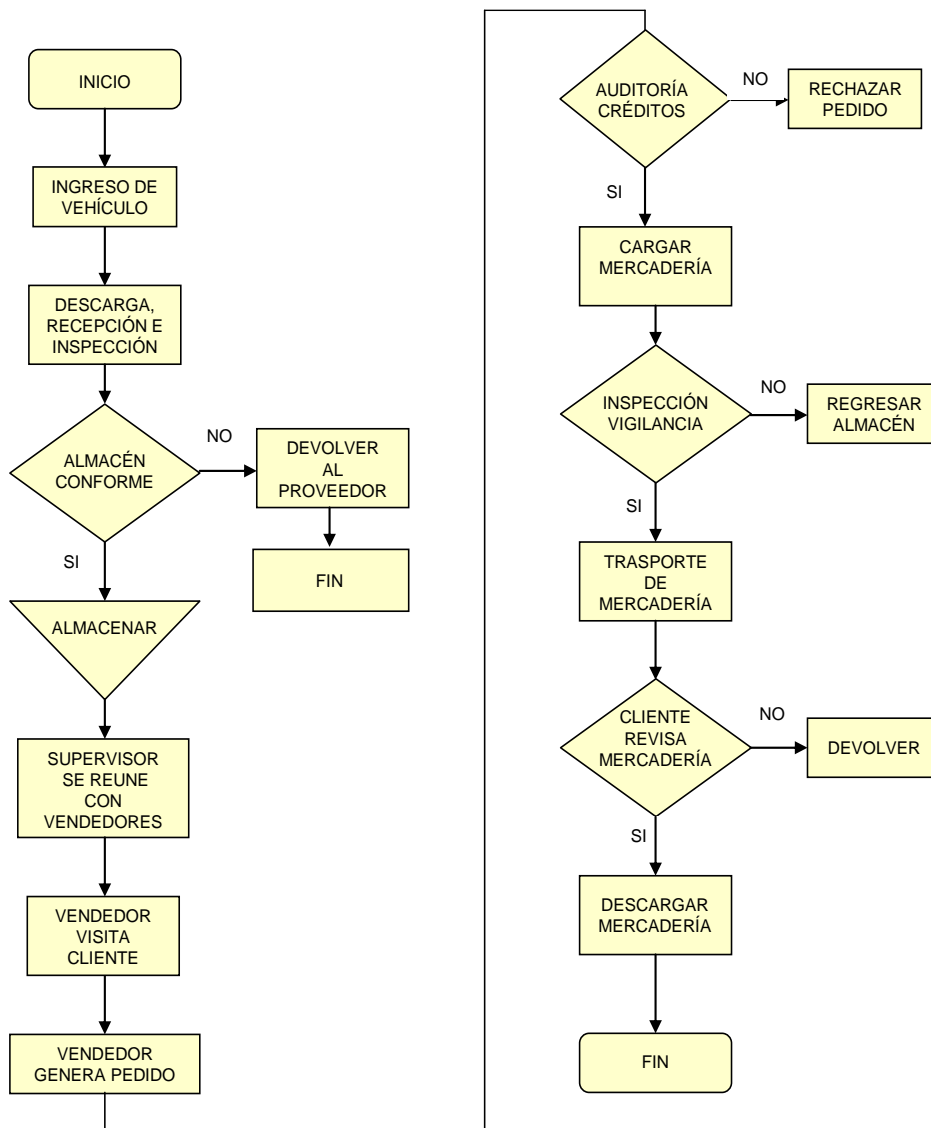 INICIO
INGRESO DE
VEHÍCULO
DESCARGA,
RECEPCIÓN E
INSPECCIÓN
ALMACÉN
CONFORME
NO
DEVOLVER
AL
PROVEEDOR
FIN
SI
ALMACENAR
SUPERVISOR
SE REUNE
CON
VENDEDORES
VENDEDOR
VISITA
CLIENTE
VENDEDOR
GENERA PEDIDO
AUDITORÍA
CRÉDITOS
NO
RECHAZAR
PEDIDO
SI
CARGAR
MERCADERÍA
INSPECCIÓN
VIGILANCIA
NO
REGRESAR
ALMACÉN
SI
TRASPORTE
DE
MERCADERÍA
CLIENTE
REVISA
MERCADERÍA
NO
DEVOLVER
SI
DESCARGAR
MERCADERÍA
FIN